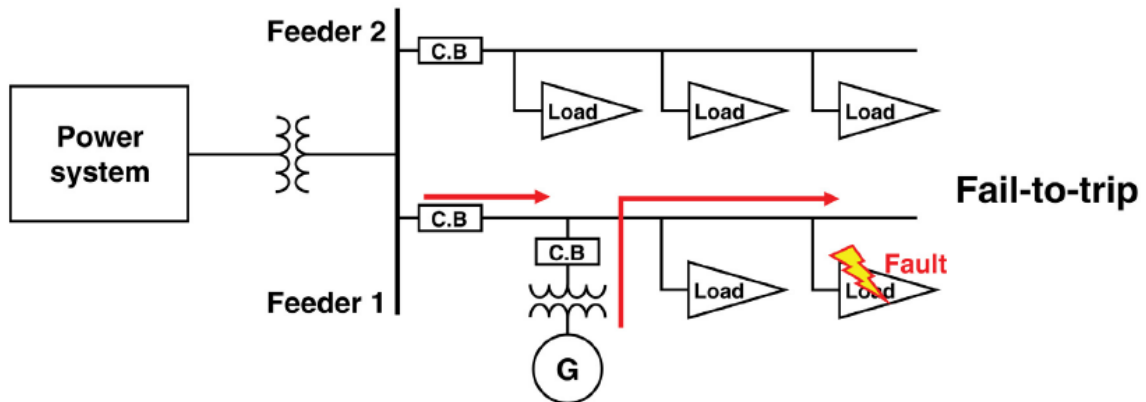 Feeder 2
C.B
Load
Load
Load
Power
system
Fail-to-trip
C.B
C.B
Fault
Load
Load
Feeder 1
G